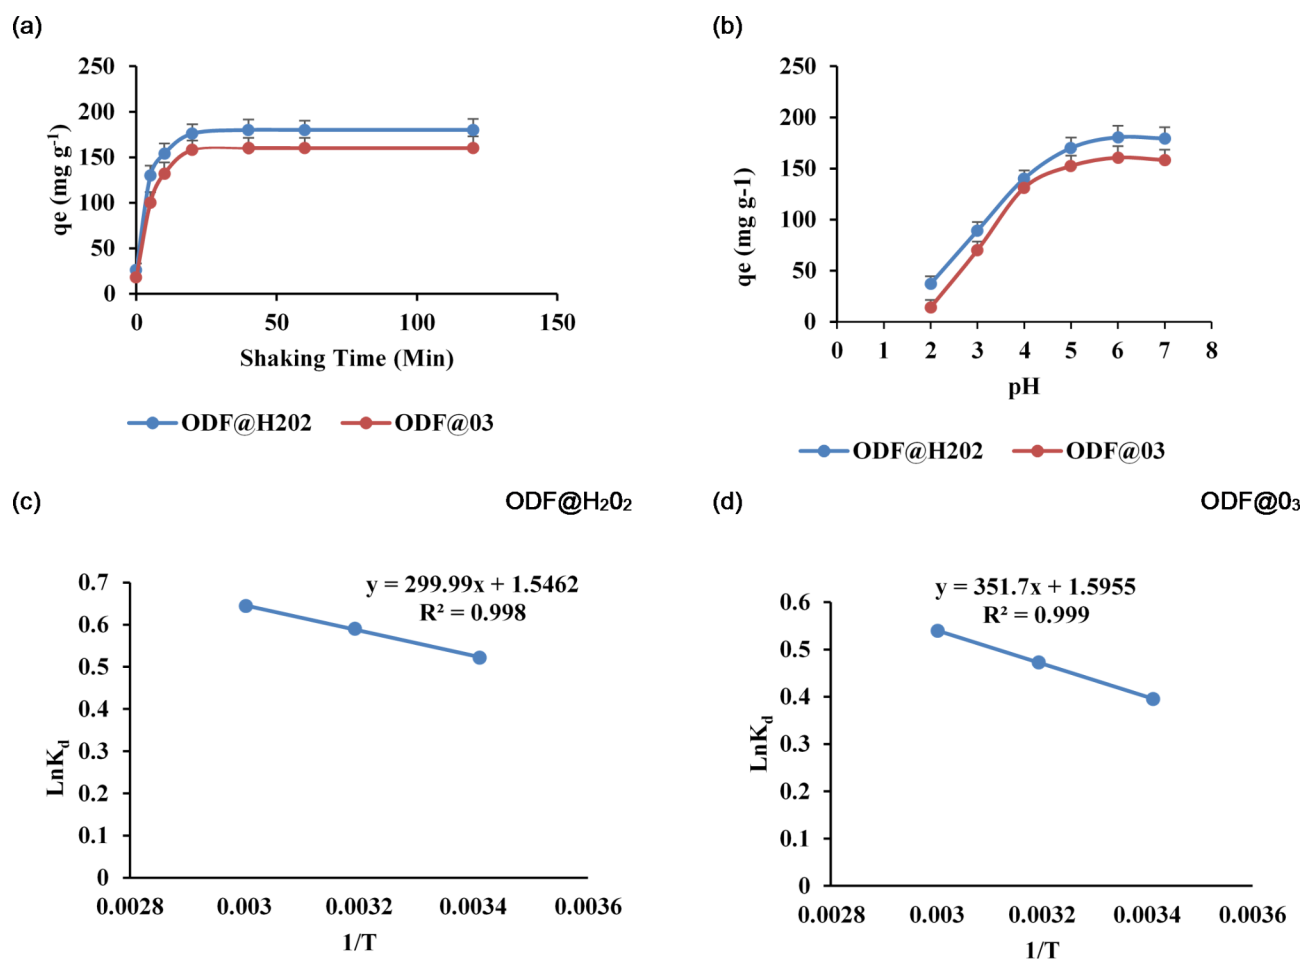 (a)
250
200
150
100
50
0
qe (mg g⁻¹)
0 50 100 150
Shaking Time (Min)
ODF@H202 ODF@03
(b)
250
200
150
100
50
0
qe (mg g-1)
0 1 2 3 4 5 6 7 8
pH
ODF@H202 ODF@03
(c)
ODF@H₂0₂
y = 299.99x + 1.5462
R² = 0.998
0.7
0.6
0.5
0.4
0.3
0.2
0.1
0
LnK_d
0.0028 0.003 0.0032 0.0034 0.0036
1/T
(d)
ODF@0₃
y = 351.7x + 1.5955
R² = 0.999
0.6
0.5
0.4
0.3
0.2
0.1
0
LnK_d
0.0028 0.003 0.0032 0.0034 0.0036
1/T